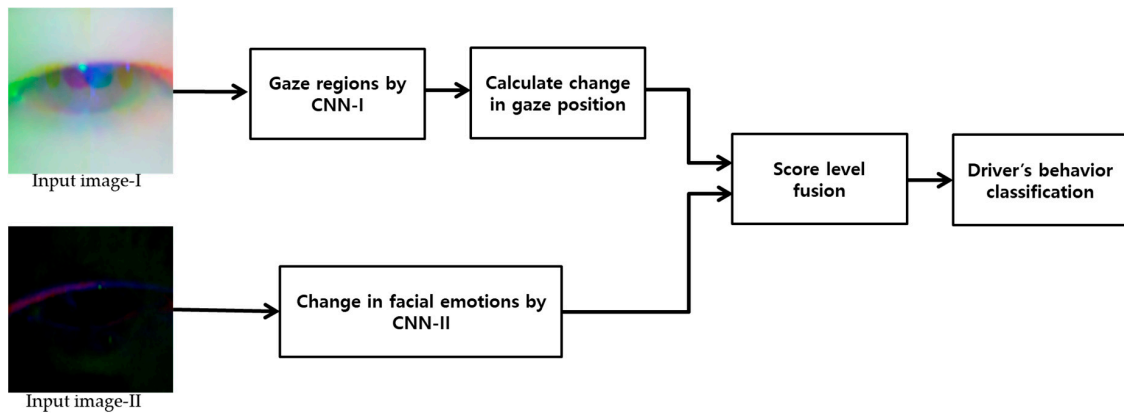 Input image-I
Gaze regions by
CNN-I
Calculate change
in gaze position
Score level
fusion
Driver's behavior
classification
Change in facial emotions by
CNN-II
Input image-II